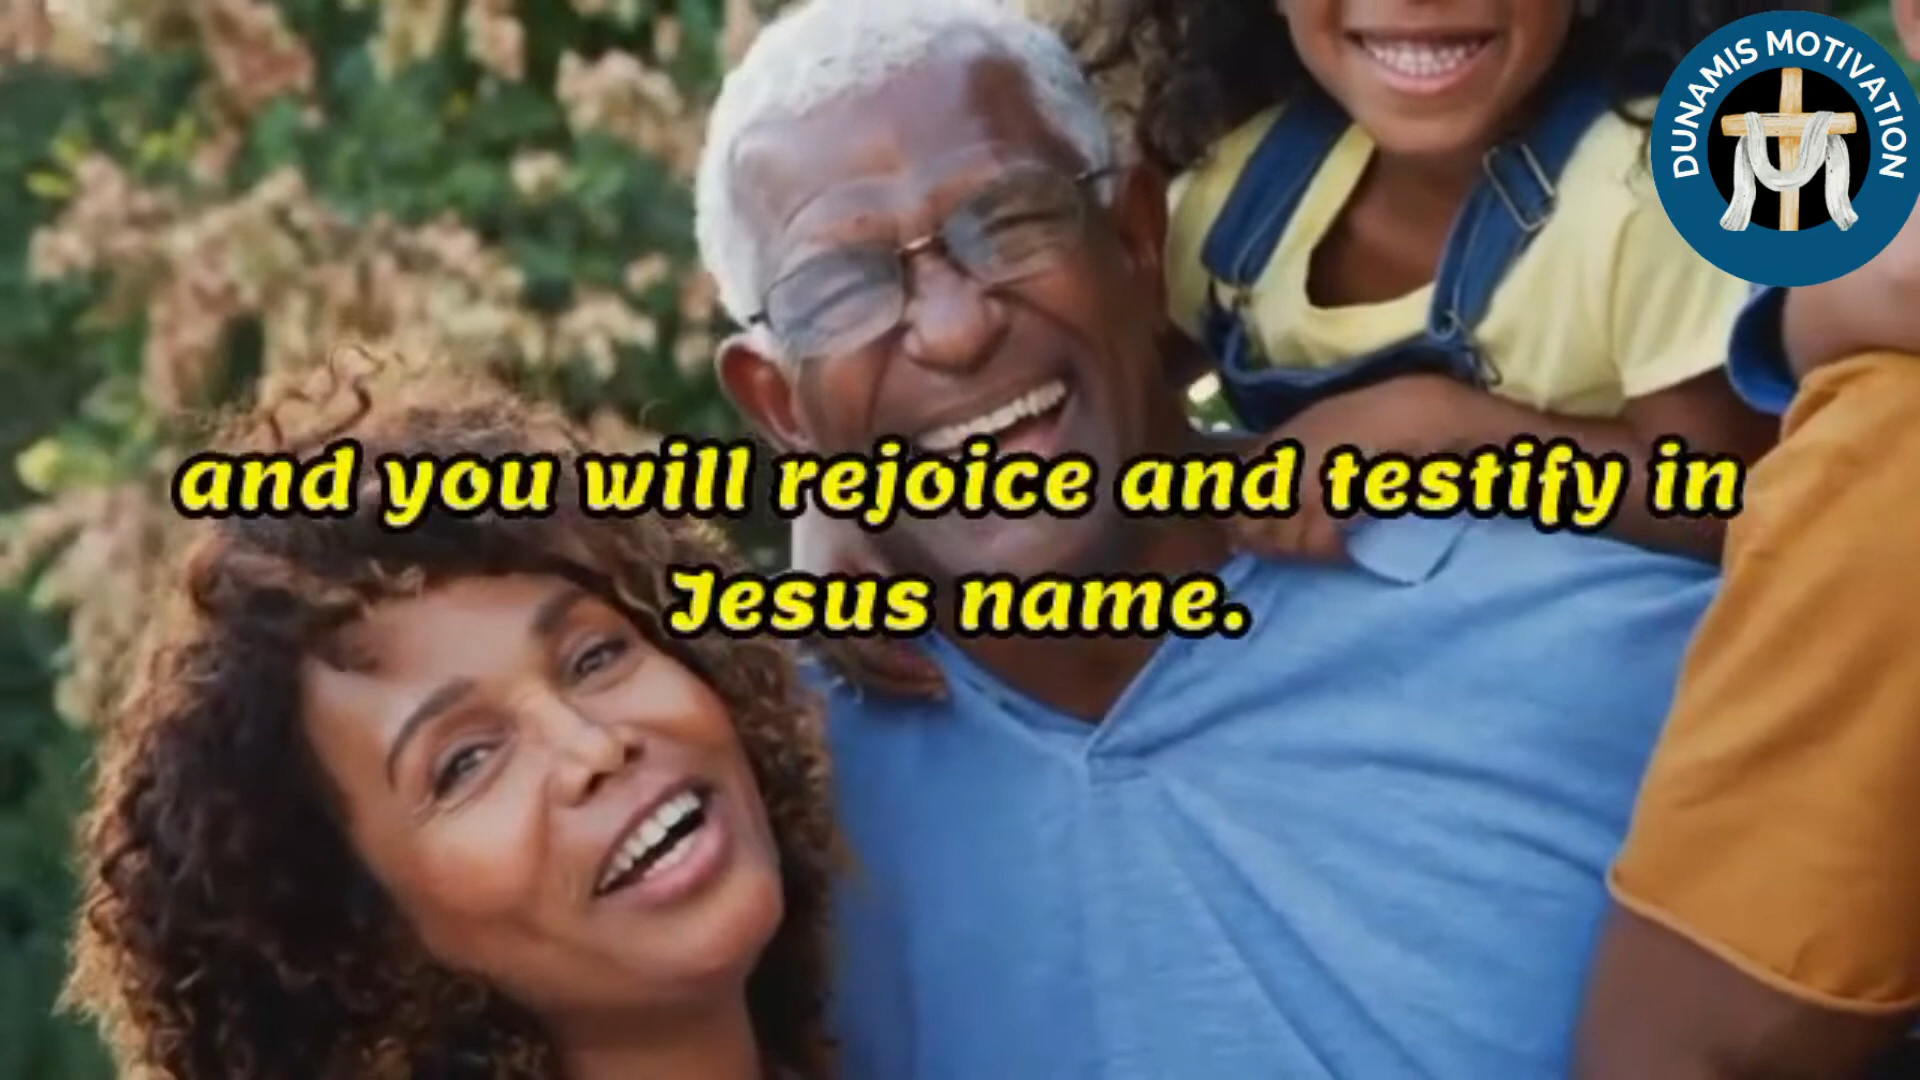 DUNAMIS MOTIVATION
and you will rejoice and testify in
Jesus name.